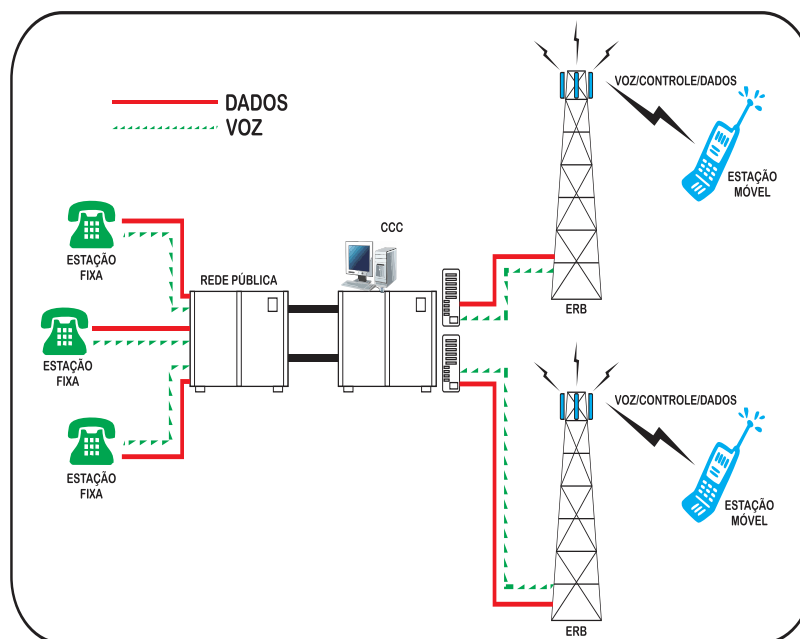 DADOS
VOZ
VOZ/CONTROLE/DADOS
ESTAÇÃO
MÓVEL
CCC
ESTAÇÃO
FIXA
REDE PÚBLICA
ERB
ESTAÇÃO
FIXA
VOZ/CONTROLE/DADOS
ESTAÇÃO
FIXA
ESTAÇÃO
MÓVEL
ERB